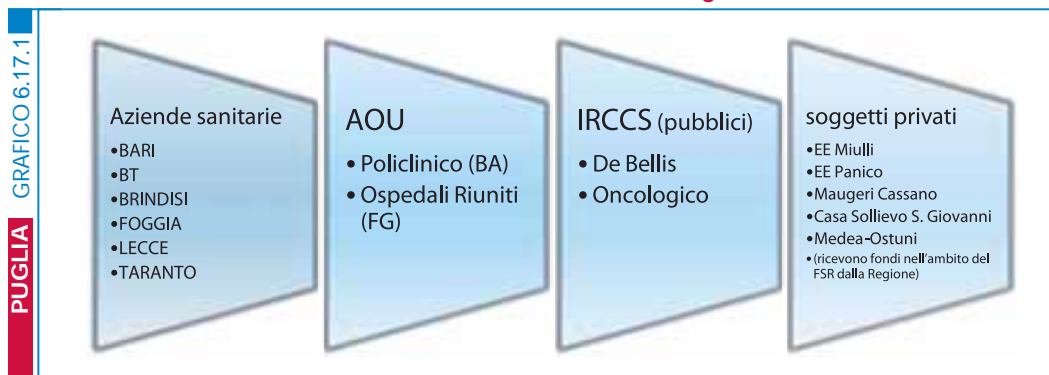 GRAFICO 6.17.1
PUGLIA
Aziende sanitarie
•BARI
•BT
•BRINDISI
•FOGGIA
•LECCE
•TARANTO
AOU
• Policlinico (BA)
• Ospedali Riuniti
(FG)
IRCCS (pubblici)
• De Bellis
• Oncologico
soggetti privati
•EE Miulli
•EE Panico
•Maugeri Cassano
•Casa Sollievo S. Giovanni
•Medea-Ostuni
•(ricevono fondi nell'ambito del
FSR dalla Regione)